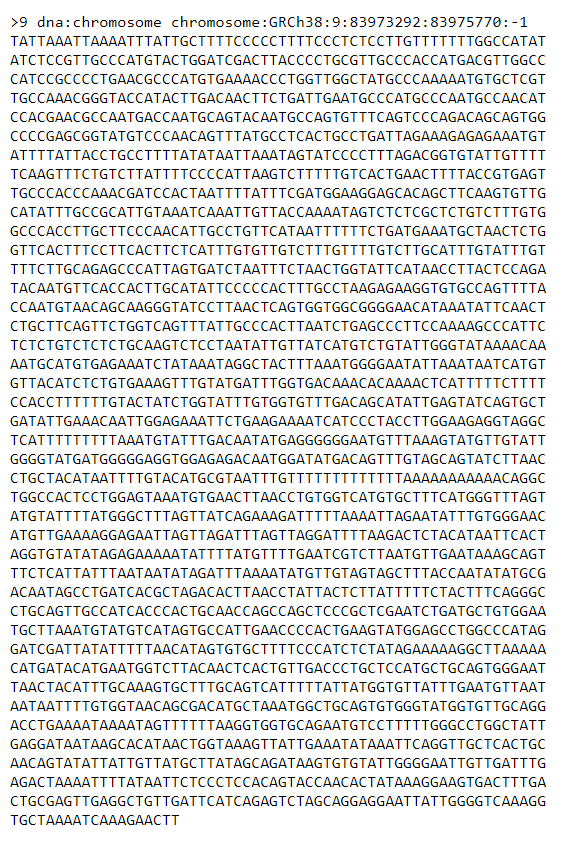 >9 dna:chromosome chromosome:GRCh38:9:83973292:83975770:-1
TATTAAATTAAAATTTATTGCTTTTCCCCCTTTTCCCTCTCCTTGTTTTTTTGGCCATAT
ATCTCCGTTGCCCATGTACTGGATCGACTTACCCCTGCGTTGCCCACCATGACGTTGGCC
CATCCGCCCCTGAACGCCCATGTGAAAACCCTGGTTGGCTATGCCCAAAAATGTGCTCGT
TGCCAAACGGGTACCATACTTGACAACTTCTGATTGAATGCCCATGCCCAATGCCAACAT
CCACGAACGCCAATGACCAATGCAGTACAATGCCAGTGTTTCAGTCCCAGACAGCAGTGG
CCCCGAGCGGTATGTCCCAACAGTTTATGCCTCACTGCCTGATTAGAAAGAGAGAAATGT
ATTTTATTACCTGCCTTTTATATAATTAAATAGTATCCCCTTTAGACGGTGTATTGTTTT
TCAAGTTTCTGTCTTATTTTCCCCATTAAGTCTTTTTGTCACTGAACTTTTACCGTGAGT
TGCCCACCCAAACGATCCACTAATTTTATTTCGATGGAAGGAGCACAGCTTCAAGTGTTG
CATATTTGCCGCATTGTAAATCAAATTGTTACCAAAATAGTCTCTCGCTCTGTCTTTGTG
GCCCACCTTGCTTCCCAACATTGCCTGTTCATAATTTTTTCTGATGAAATGCTAACTCTG
GTTCACTTTCCTTCACTTCTCATTTGTGTTGTCTTTGTTTTGTCTTGCATTTGTATTTGT
TTTCTTGCAGAGCCCATTAGTGATCTAATTTCTAACTGGTATTCATAACCTTACTCCAGA
TACAATGTTCACCACTTGCATATTCCCCCACTTTGCCTAAGAGAAGGTGTGCCAGTTTTA
CCAATGTAACAGCAAGGGTATCCTTAACTCAGTGGTGGCGGGGAACATAAATATTCAACT
CTGCTTCAGTTCTGGTCAGTTTATTGCCCACTTAATCTGAGCCCTTCCAAAAGCCCATTC
TCTCTGTCTCTCTGCAAGTCTCCTAATATTGTTATCATGTCTGTATTGGGTATAAAACAA
AATGCATGTGAGAAATCTATAAATAGGCTACTTTAAATGGGGAATATTAAATAATCATGT
GTTACATCTCTGTGAAAGTTTGTATGATTTGGTGACAAACACAAAACTCATTTTTCTTTT
CCACCTTTTTTGTACTATCTGGTATTTGTGGTGTTTGACAGCATATTGAGTATCAGTGCT
GATATTGAAACAATTGGAGAAATTCTGAAGAAAATCATCCCTACCTTGGAAGAGGTAGGC
TCATTTTTTTTTAAATGTATTTGACAATATGAGGGGGGAATGTTTAAAGTATGTTGTATT
GGGGTATGATGGGGGAGGTGGAGAGACAATGGATATGACAGTTTGTAGCAGTATCTTAAC
CTGCTACATAATTTTGTACATGCGTAATTTGTTTTTTTTTTTTTAAAAAAAAAAACAGGC
TGGCCACTCCTGGAGTAAATGTGAACTTAACCTGTGGTCATGTGCTTTCATGGGTTTAGT
ATGTATTTTATGGGCTTTAGTTATCAGAAAGATTTTTAAAATTAGAATATTTGTGGGAAC
ATGTTGAAAAGGAGAATTAGTTAGATTTAGTTAGGATTTTAAGACTCTACATAATTCACT
AGGTGTATATAGAGAAAAATATTTTATGTTTTGAATCGTCTTAATGTTGAATAAAGCAGT
TTCTCATTATTTAATAATATAGATTTAAAATATGTTGTAGTAGCTTTACCAATATATGCG
ACAATAGCCTGATCACGCTAGACACTTAACCTATTACTCTTATTTTTCTACTTTCAGGGC
CTGCAGTTGCCATCACCCACTGCAACCAGCCAGCTCCCGCTCGAATCTGATGCTGTGGAA
TGCTTAAATGTATGTCATAGTGCCATTGAACCCCACTGAAGTATGGAGCCTGGCCCATAG
GATCGATTATATTTTTAACATAGTGTGCTTTTCCCATCTCTATAGAAAAAGGCTTAAAAA
CATGATACATGAATGGTCTTACAACTCACTGTTGACCCTGCTCCATGCTGCAGTGGGAAT
TAACTACATTTGCAAAGTGCTTTGCAGTCATTTTTATTATGGTGTTATTTGAATGTTAAT
AATAATTTTGTGGTAACAGCGACATGCTAAATGGCTGCAGTGTGGGTATGGTGTTGCAGG
ACCTGAAAATAAAATAGTTTTTTAAGGTGGTGCAGAATGTCCTTTTTGGGCCTGGCTATT
GAGGATAATAAGCACATAACTGGTAAAGTTATTGAAATATAAATTCAGGTTGCTCACTGC
AACAGTATATTATTGTTATGCTTATAGCAGATAAGTGTGTATTGGGGAATTGTTGATTTG
AGACTAAAATTTTATAATTCTCCCTCCACAGTACCAACACTATAAAGGAAGTGACTTTGA
CTGCGAGTTGAGGCTGTTGATTCATCAGAGTCTAGCAGGAGGAATTATTGGGGTCAAAGG
TGCTAAAATCAAAGAACTT